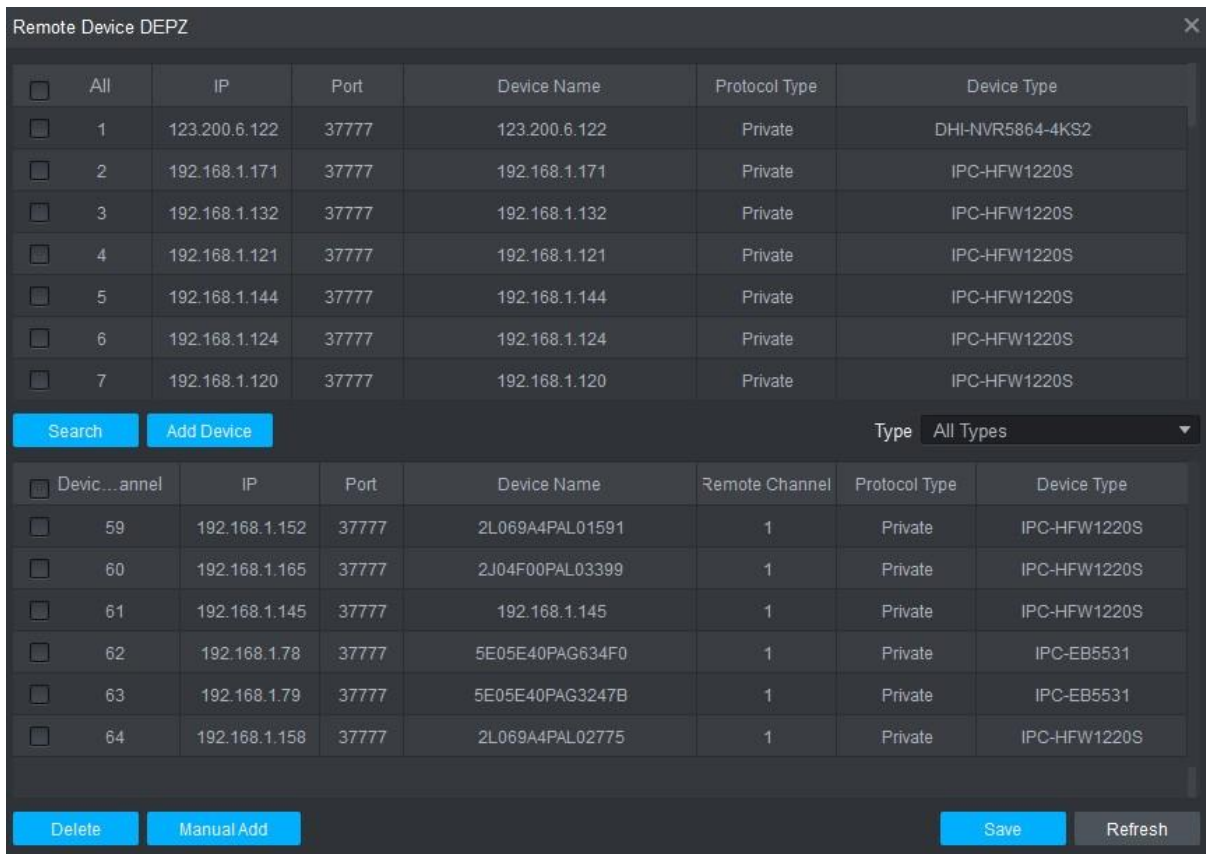 Remote Device DEPZ
All IP Port Device Name Protocol Type Device Type
1 123.200.6.122 37777 123.200.6.122 Private DHI-NVR5864-4KS2
2 192.168.1.171 37777 192.168.1.171 Private IPC-HFW1220S
3 192.168.1.132 37777 192.168.1.132 Private IPC-HFW1220S
4 192.168.1.121 37777 192.168.1.121 Private IPC-HFW1220S
5 192.168.1.144 37777 192.168.1.144 Private IPC-HFW1220S
6 192.168.1.124 37777 192.168.1.124 Private IPC-HFW1220S
7 192.168.1.120 37777 192.168.1.120 Private IPC-HFW1220S
Search Add Device Type All Types
Devic...annel IP Port Device Name Remote Channel Protocol Type Device Type
59 192.168.1.152 37777 2L069A4PAL01591 1 Private IPC-HFW1220S
60 192.168.1.165 37777 2J04F00PAL03399 1 Private IPC-HFW1220S
61 192.168.1.145 37777 192.168.1.145 1 Private IPC-HFW1220S
62 192.168.1.78 37777 5E05E40PAG634F0 1 Private IPC-EB5531
63 192.168.1.79 37777 5E05E40PAG3247B 1 Private IPC-EB5531
64 192.168.1.158 37777 2L069A4PAL02775 1 Private IPC-HFW1220S
Delete Manual Add Save Refresh